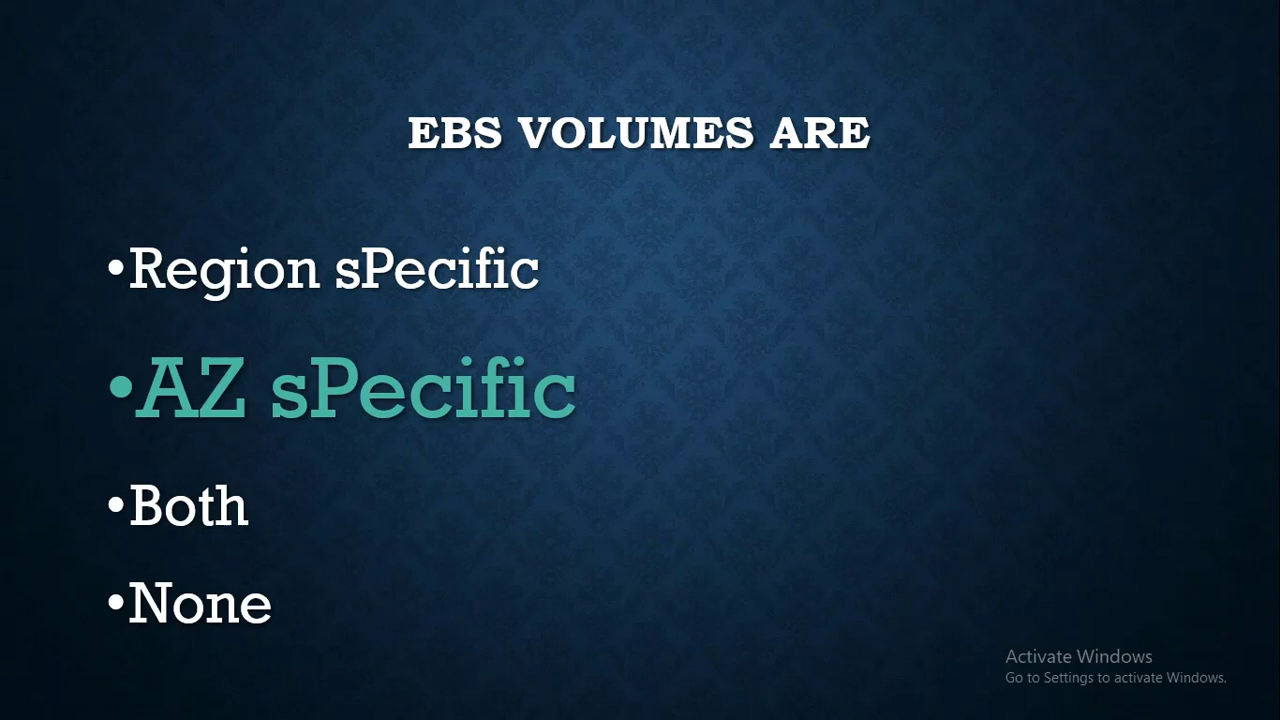 EBS VOLUMES ARE
•Region sPecific
•AZ sPecific
•Both
•None
Activate Windows
Go to Settings to activate Windows.